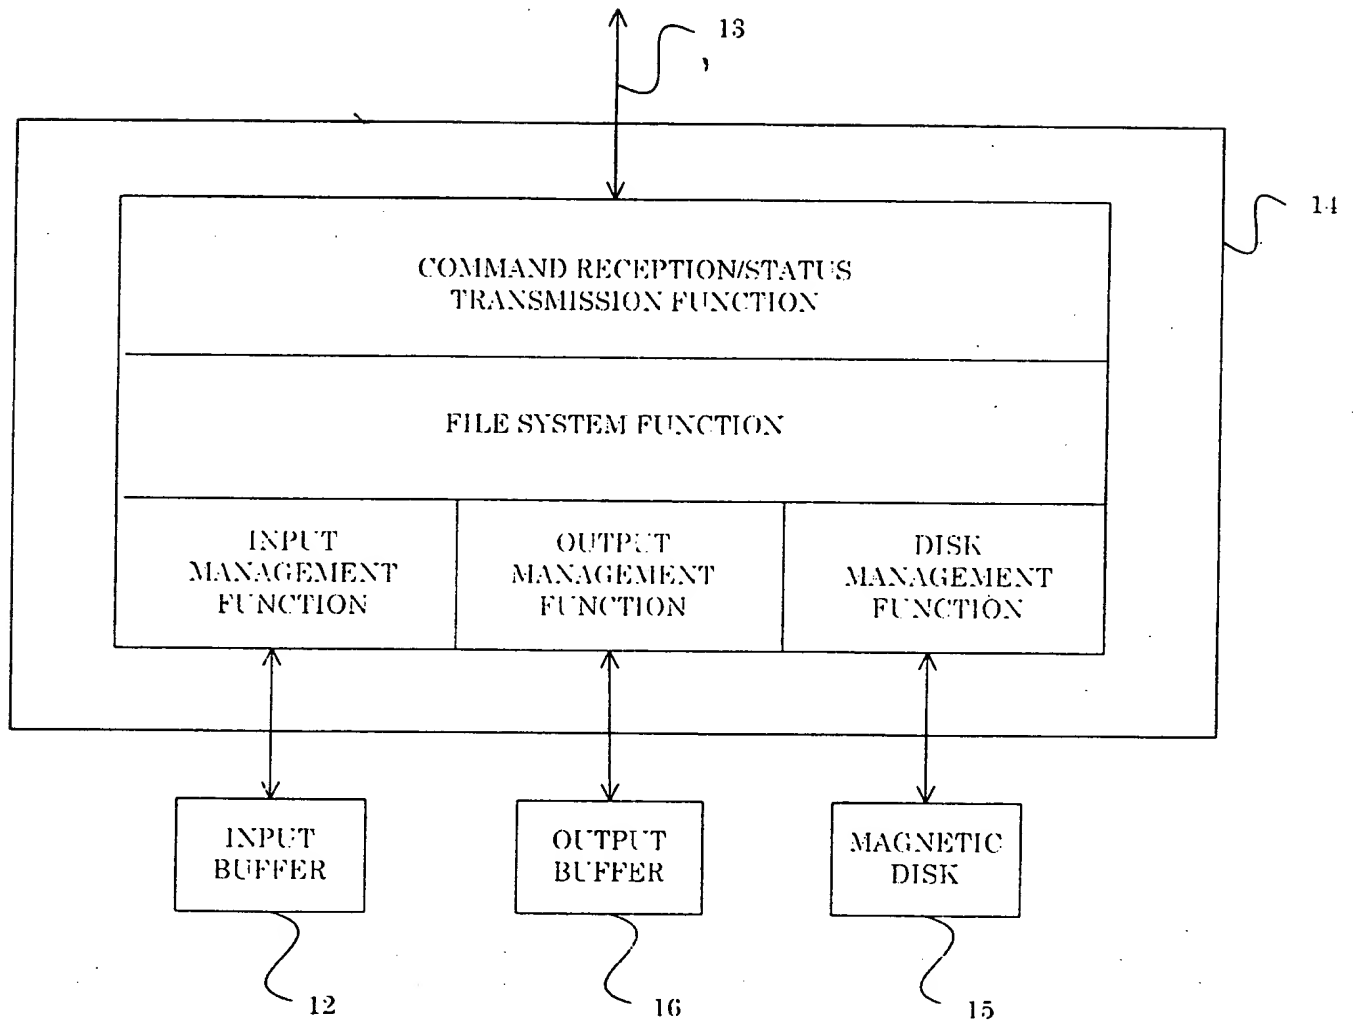 13
14
COMMAND RECEPTION/STATUS
TRANSMISSION FUNCTION
FILE SYSTEM FUNCTION
INPUT
MANAGEMENT
FUNCTION
OUTPUT
MANAGEMENT
FUNCTION
DISK
MANAGEMENT
FUNCTION
INPUT
BUFFER
OUTPUT
BUFFER
MAGNETIC
DISK
12
16
15